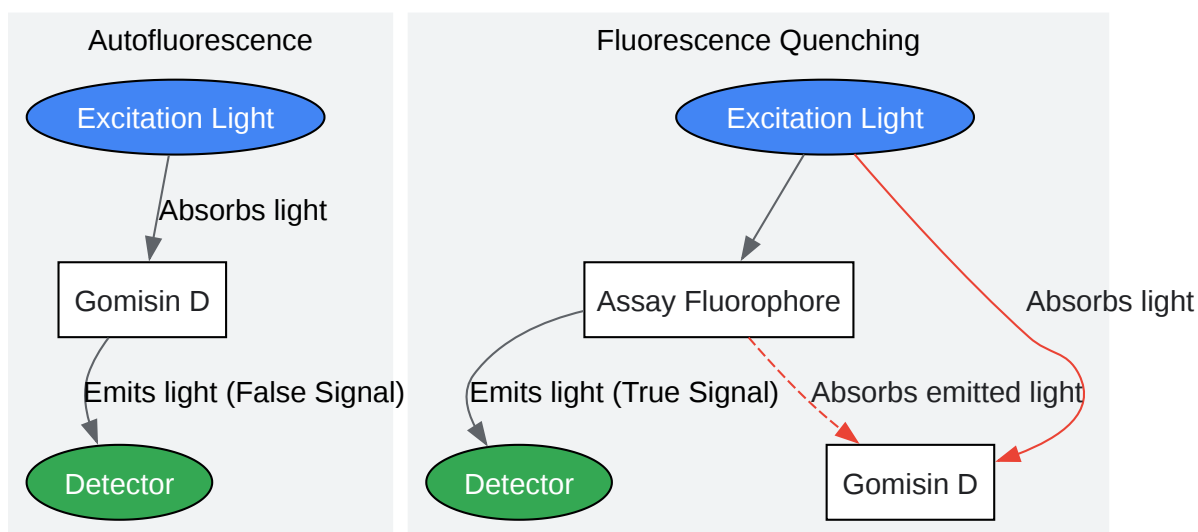 Autofluorescence
Excitation Light
Absorbs light
Gomisin D
Emits light (False Signal)
Detector
Fluorescence Quenching
Excitation Light
Assay Fluorophore
Absorbs light
Emits light (True Signal)
Absorbs emitted light
Detector
Gomisin D